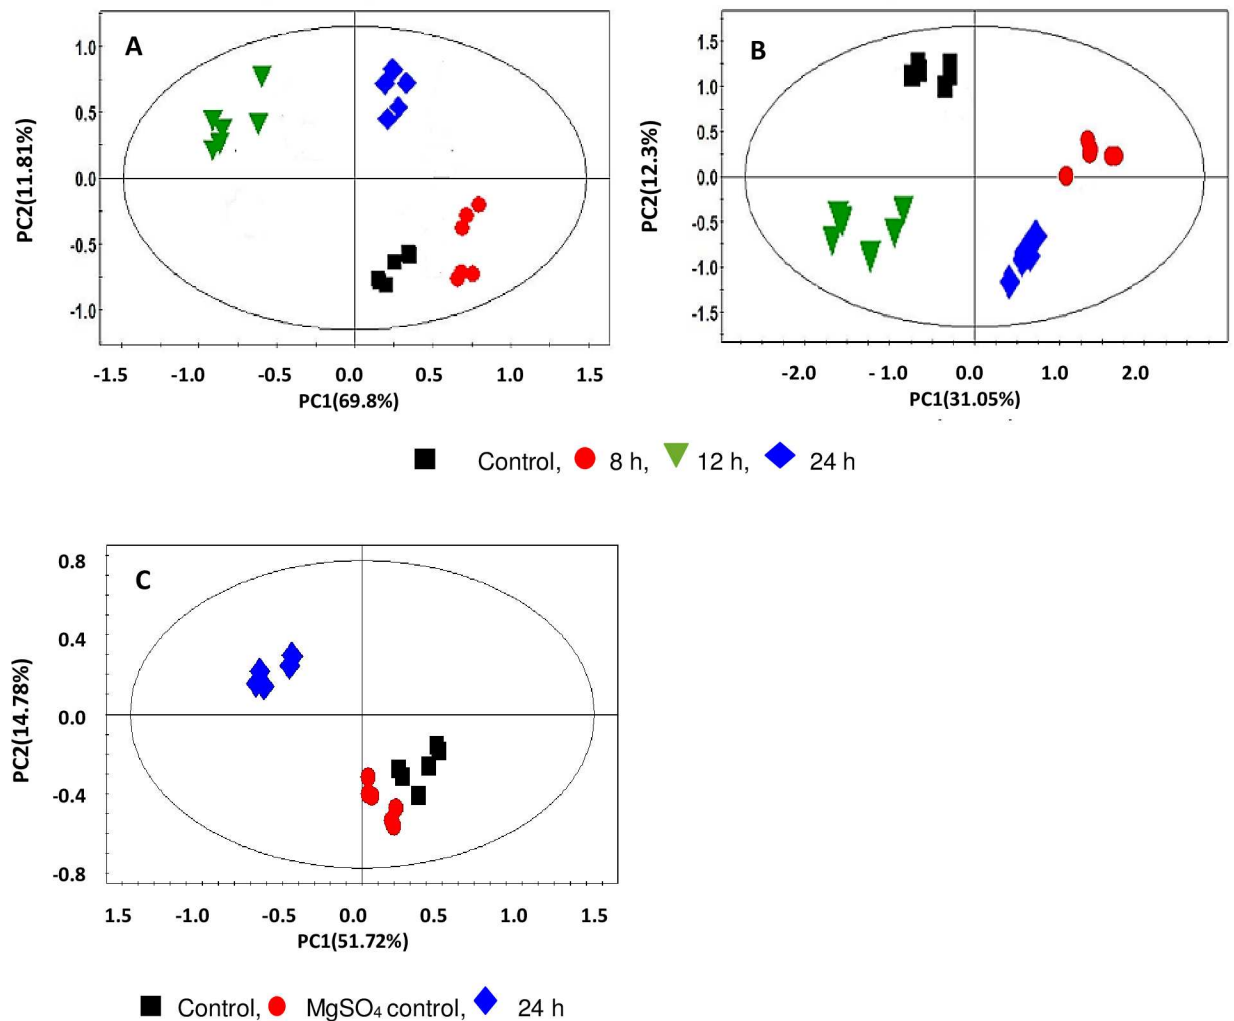 A
1.0
0.5
0.0
-0.5
-1.0
PC2(11.81%)
-1.5 -1.0 -0.5 0.0 0.5 1.0 1.5
PC1(69.8%)
B
1.5
1.0
0.5
0.0
-0.5
-1.0
-1.5
PC2(12.3%)
-2.0 - 1.0 0.0 1.0 2.0
PC1(31.05%)
Control, 8 h, 12 h, 24 h
C
0.8
0.4
0.0
-0.4
-0.8
PC2(14.78%)
1.5 -1.0 -0.5 0.0 0.5 1.0 1.5
PC1(51.72%)
Control, MgSO₄ control, 24 h